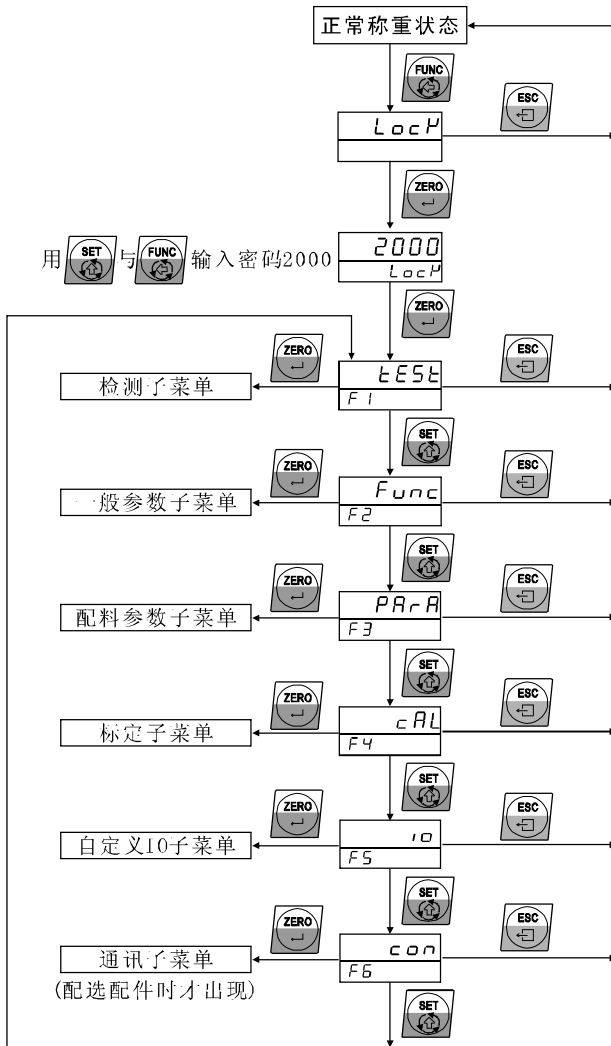 正常称重状态
FUNC
ESC
LocK
ZERO
用 SET 与 FUNC 输入密码2000
2000
LocK
ZERO
ZERO
ESC
检测子菜单
tESt
F1
SET
ZERO
ESC
一般参数子菜单
Func
F2
SET
ZERO
ESC
配料参数子菜单
PArA
F3
SET
ZERO
ESC
标定子菜单
cAL
F4
SET
ZERO
ESC
自定义IO子菜单
io
F5
SET
ZERO
ESC
通讯子菜单
con
F6
(配选配件时才出现)
SET